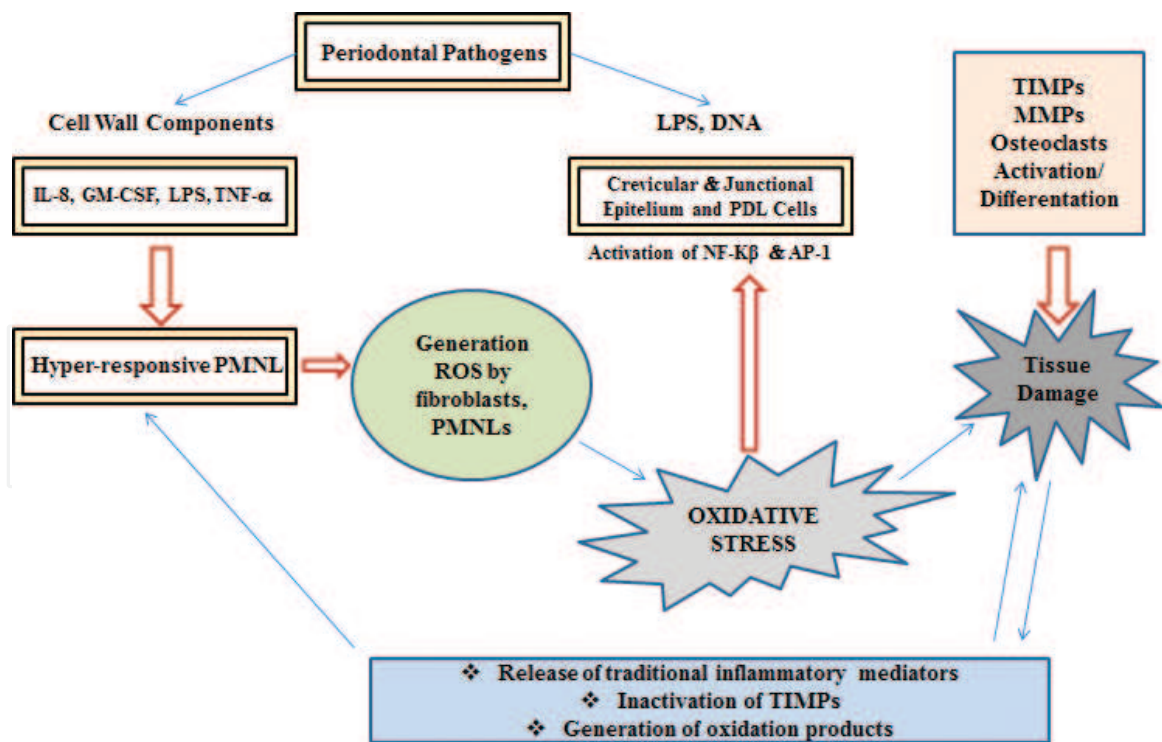 Periodontal Pathogens
Cell Wall Components
LPS, DNA
TIMPs
MMPs
Osteoclasts
Activation/
Differentation
IL-8, GM-CSF, LPS, TNF-α
Crevicular & Junctional
Epitelium and PDL Cells
Activation of NF-Kβ & AP-1
Hyper-responsive PMNL
Generation
ROS by
fibroblasts,
PMNLs
Tissue
Damage
OXIDATIVE
STRESS
❖ Release of traditional inflammatory mediators
❖ Inactivation of TIMPs
❖ Generation of oxidation products